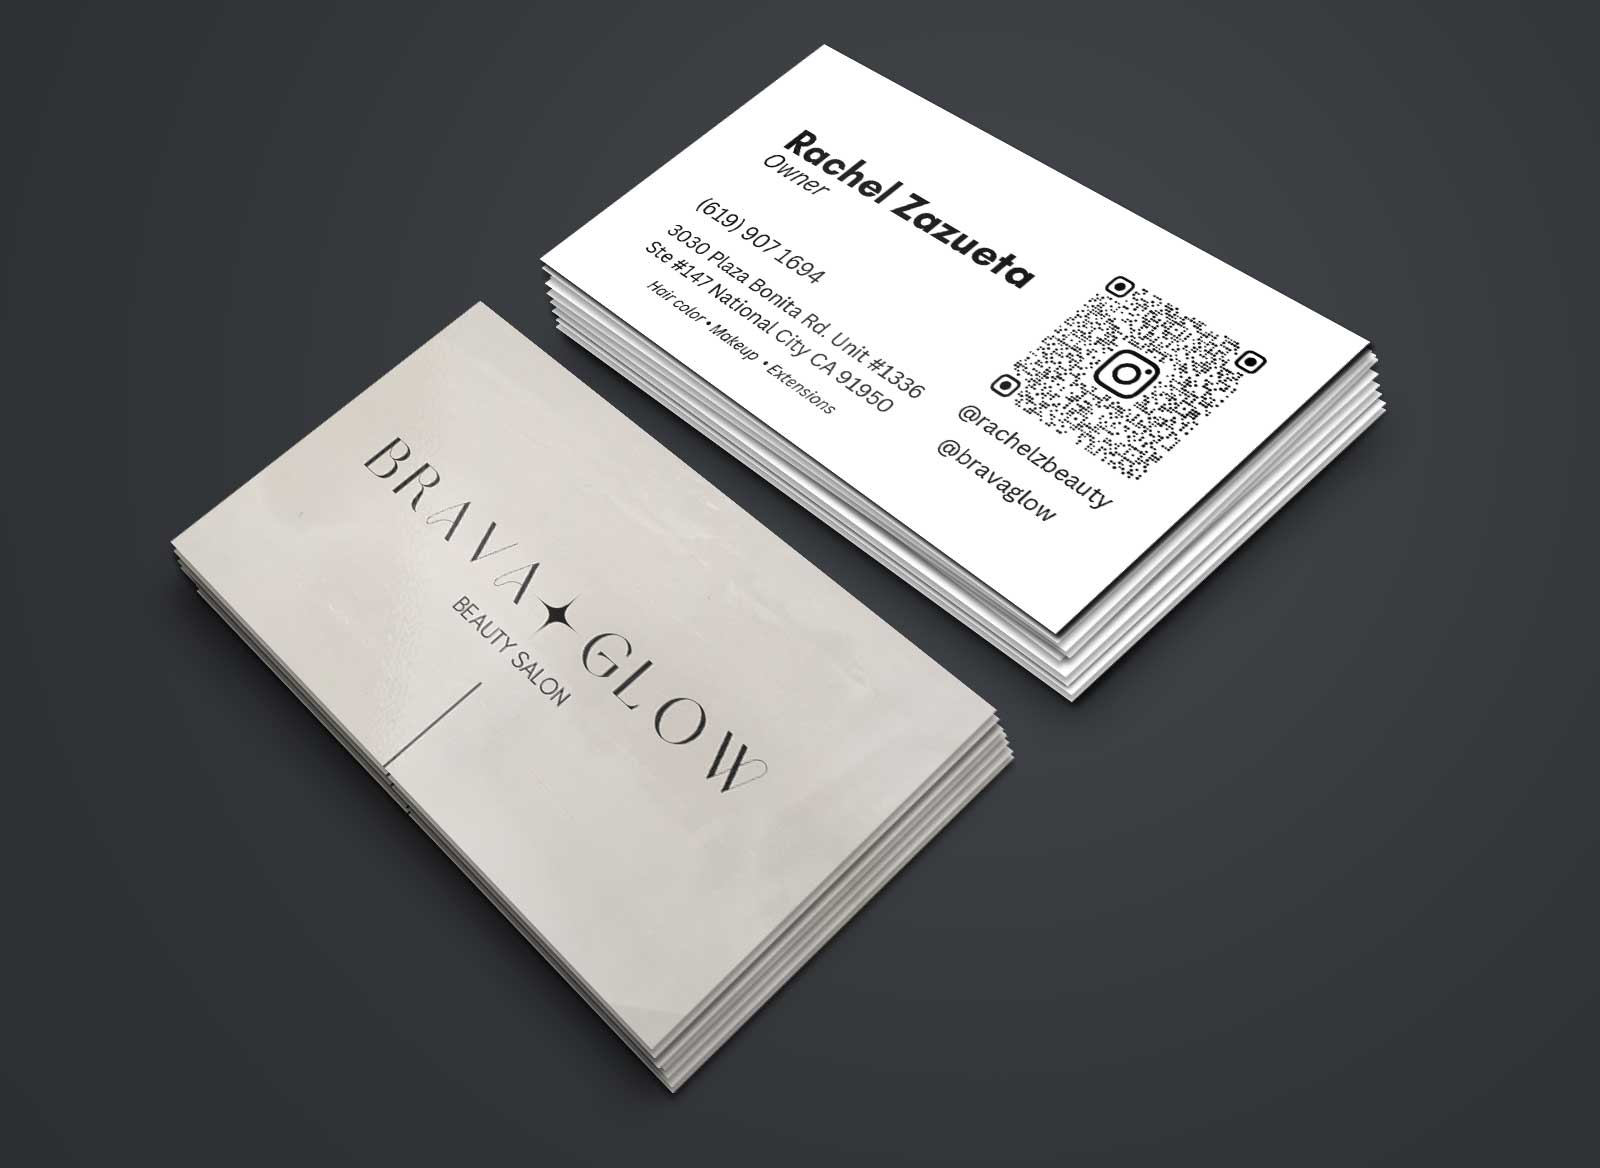 Rachel Zazueta
Owner
(619) 907 1694
3030 Plaza Bonita Rd. Unit #1336
Ste #147 National City CA 91950
Hair color • Makeup • Extensions
@rachelzbeauty
@bravaglow
BRAVA GLOW
BEAUTY SALON